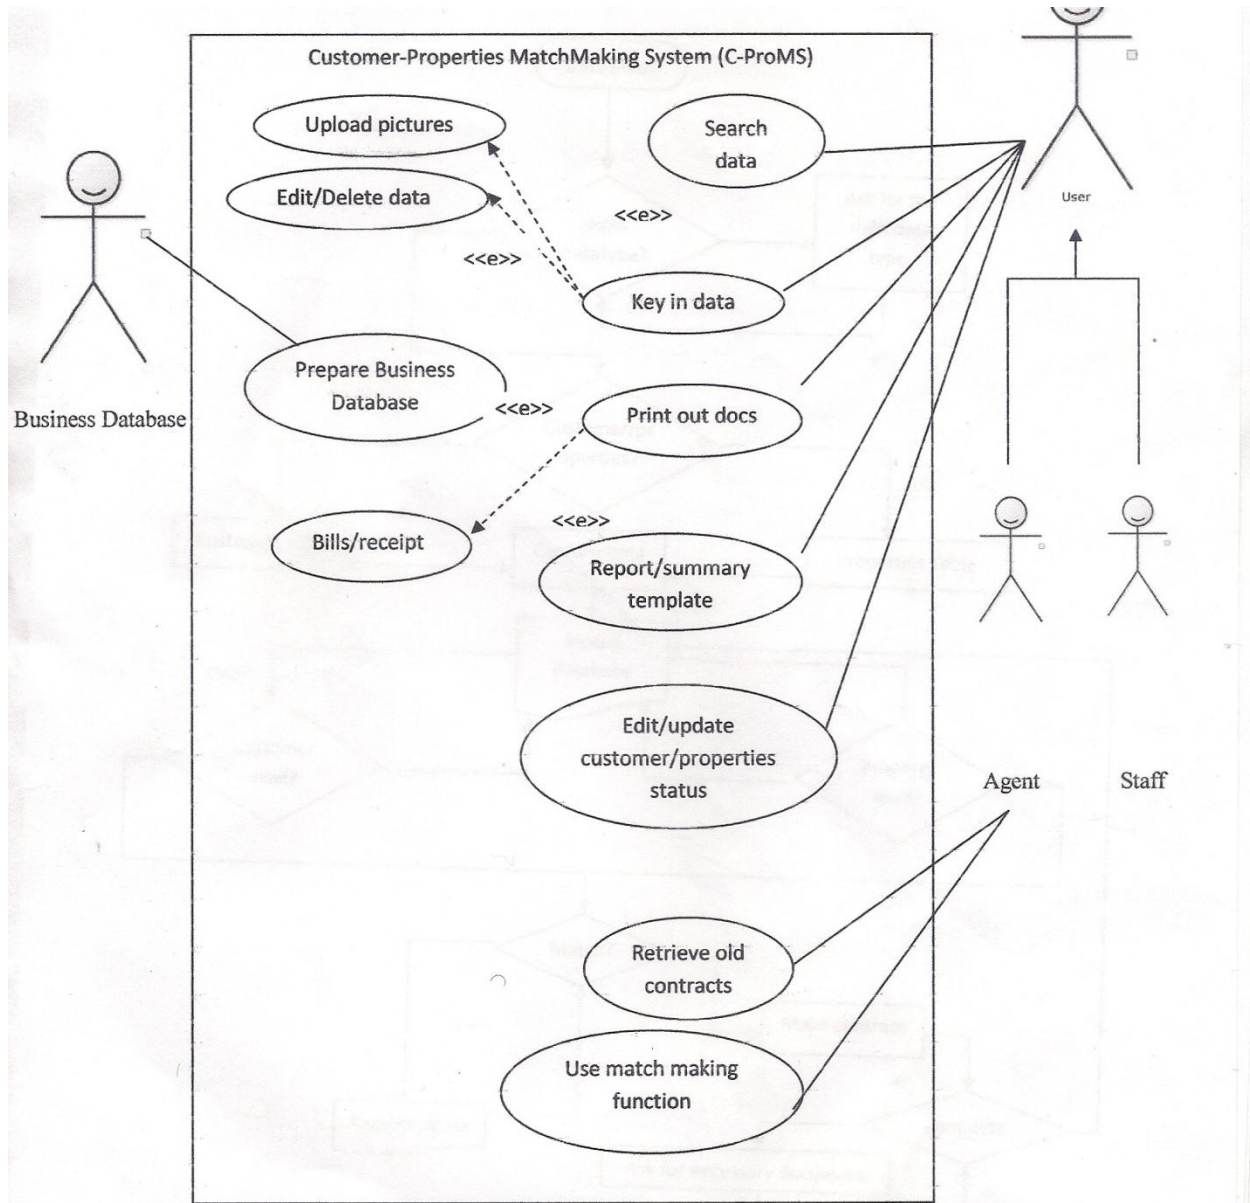 Customer-Properties MatchMaking System (C-ProMS)
Upload pictures
Search
data
Edit/Delete data
<<e>>
User
<<e>>
Key in data
Prepare Business
Database
<<e>>
Print out docs
Business Database
<<e>>
Bills/receipt
Report/summary
template
Edit/update
customer/properties
status
Agent
Staff
Retrieve old
contracts
Use match making
function